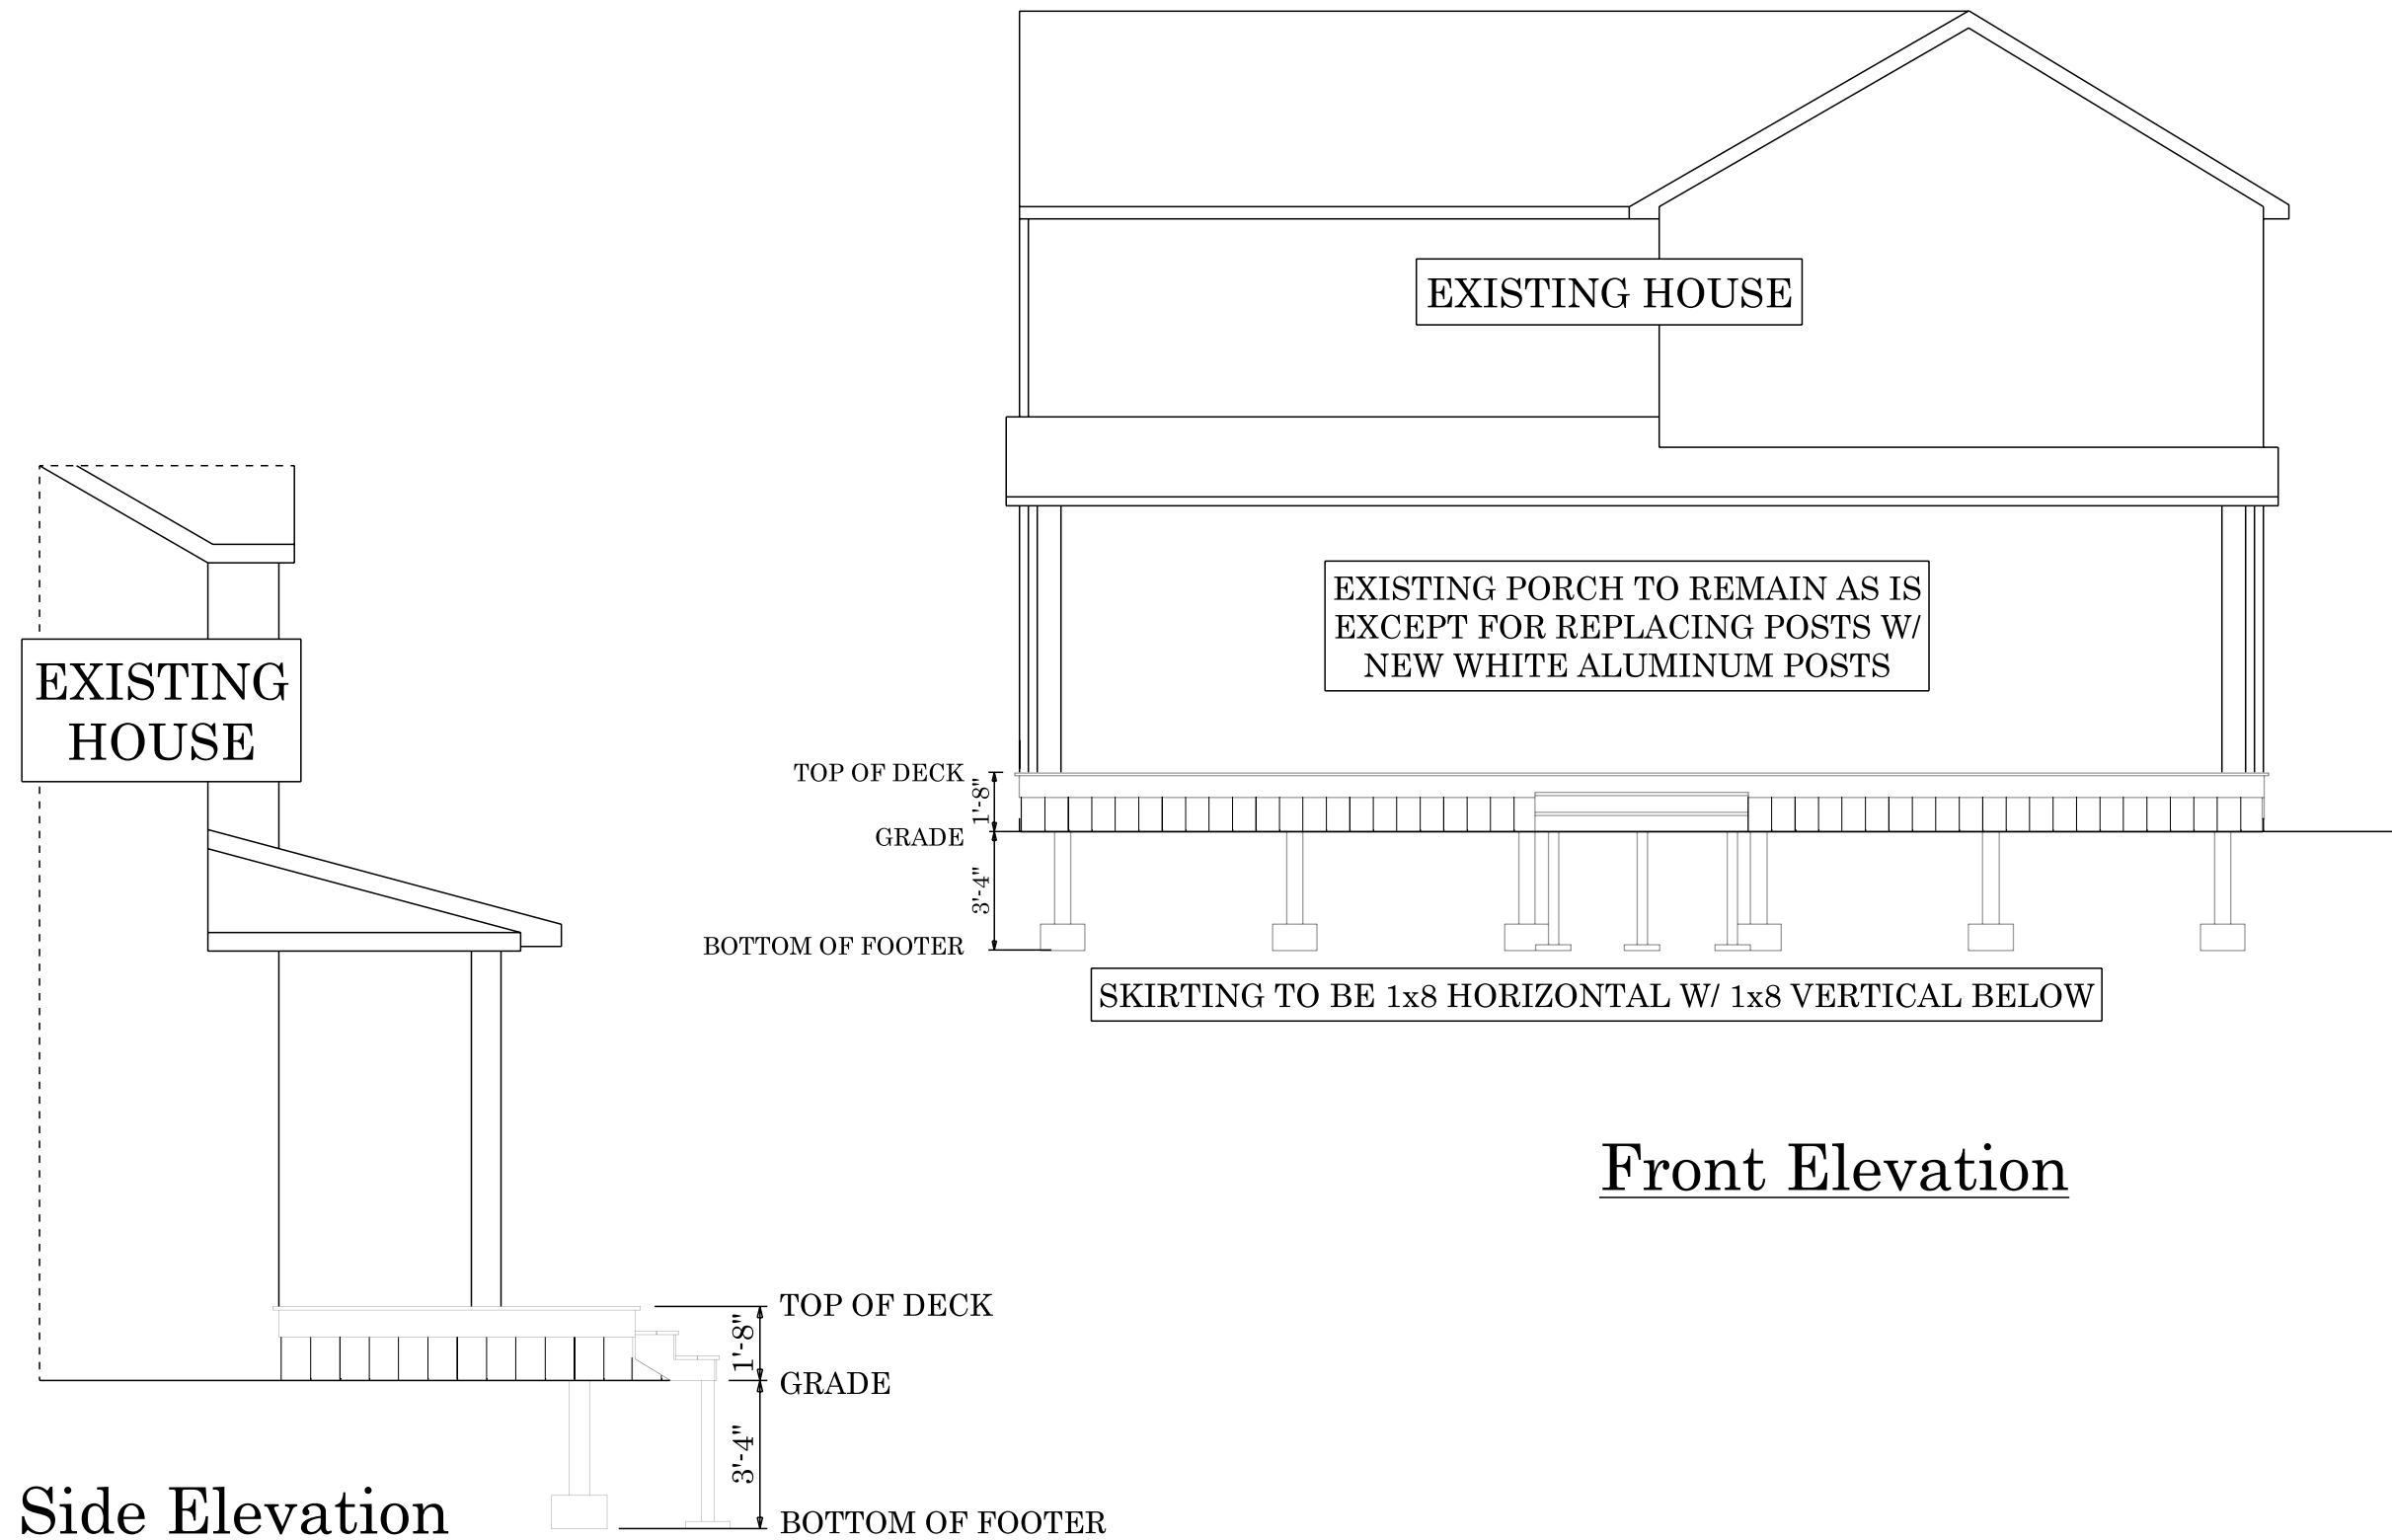 EXISTING HOUSE
EXISTING PORCH TO REMAIN AS IS
EXCEPT FOR REPLACING POSTS W/
NEW WHITE ALUMINUM POSTS
TOP OF DECK
1'-8"
GRADE
3'-4"
BOTTOM OF FOOTER
SKIRTING TO BE 1x8 HORIZONTAL W/ 1x8 VERTICAL BELOW
Front Elevation
EXISTING
HOUSE
TOP OF DECK
1'-8"
GRADE
3'-4"
BOTTOM OF FOOTER
Side Elevation